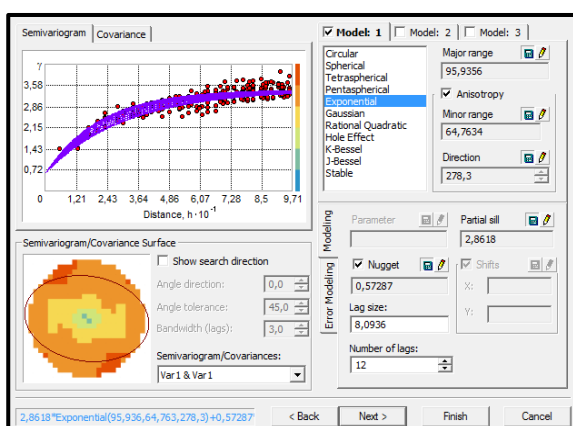 Semivariogram
Covariance
γ
3,58
2,86
2,15
1,43
0,72
0
1,21
2,43
3,64
4,86
6,07
7,28
8,5
9,71
Distance, h·10⁻¹
Semivariogram/Covariance Surface
Show search direction
Angle direction:
0,0
Angle tolerance:
45,0
Bandwidth (lags):
3,0
Semivariogram/Covariances:
Var1 & Var1
Model: 1
Model: 2
Model: 3
Circular
Spherical
Tetraspherical
Pentaspherical
Exponential
Gaussian
Rational Quadratic
Hole Effect
K-Bessel
J-Bessel
Stable
Major range
95,9356
Anisotropy
Minor range
64,7634
Direction
278,3
Modeling
Error Modeling
Parameter
Partial sill
2,8618
Nugget
0,57287
Shifts
X:
Y:
Lag size:
8,0936
Number of lags:
12
2,8618*Exponential(95,936,64,763,278,3)+0,57287*
< Back
Next >
Finish
Cancel